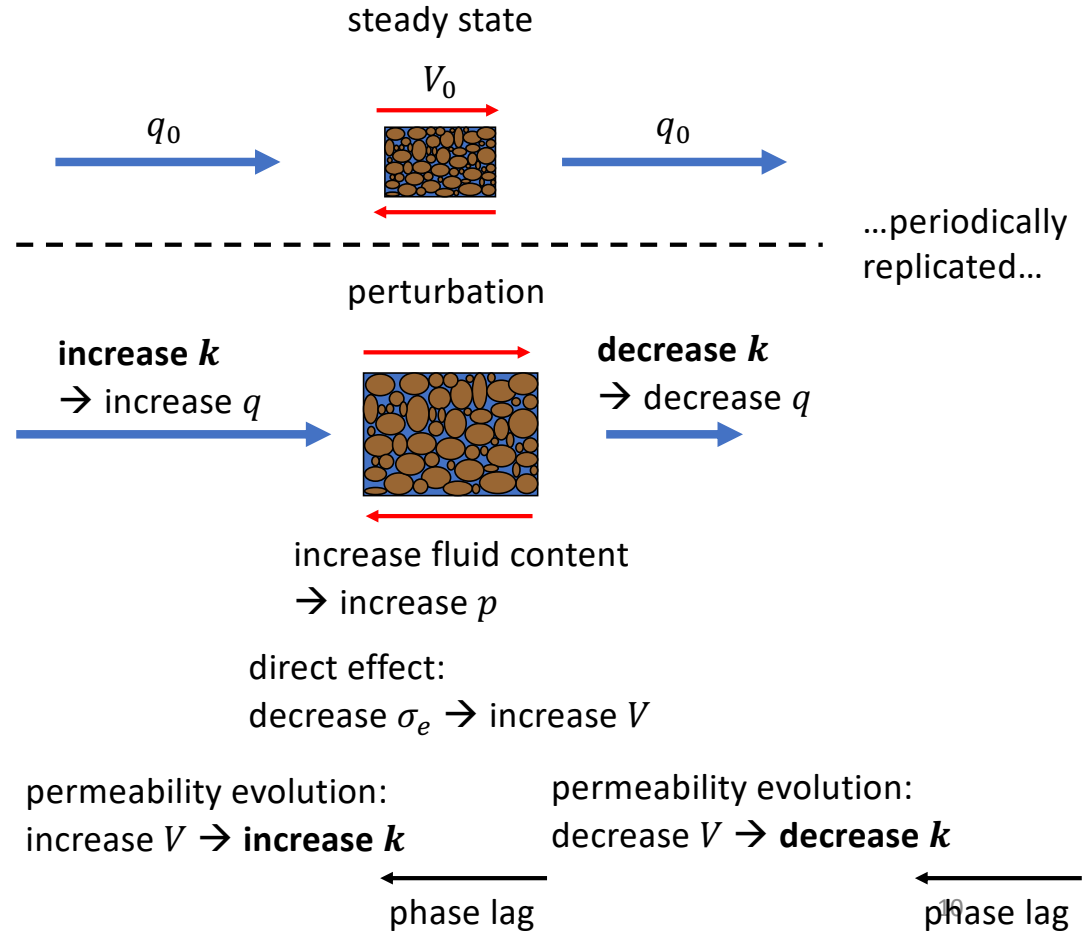 steady state
V₀
q₀
q₀
...periodically
replicated...
perturbation
increase k
→ increase q
decrease k
→ decrease q
increase fluid content
→ increase p
direct effect:
decrease σₑ → increase V
permeability evolution:
increase V → increase k
permeability evolution:
decrease V → decrease k
phase lag
phase lag
10